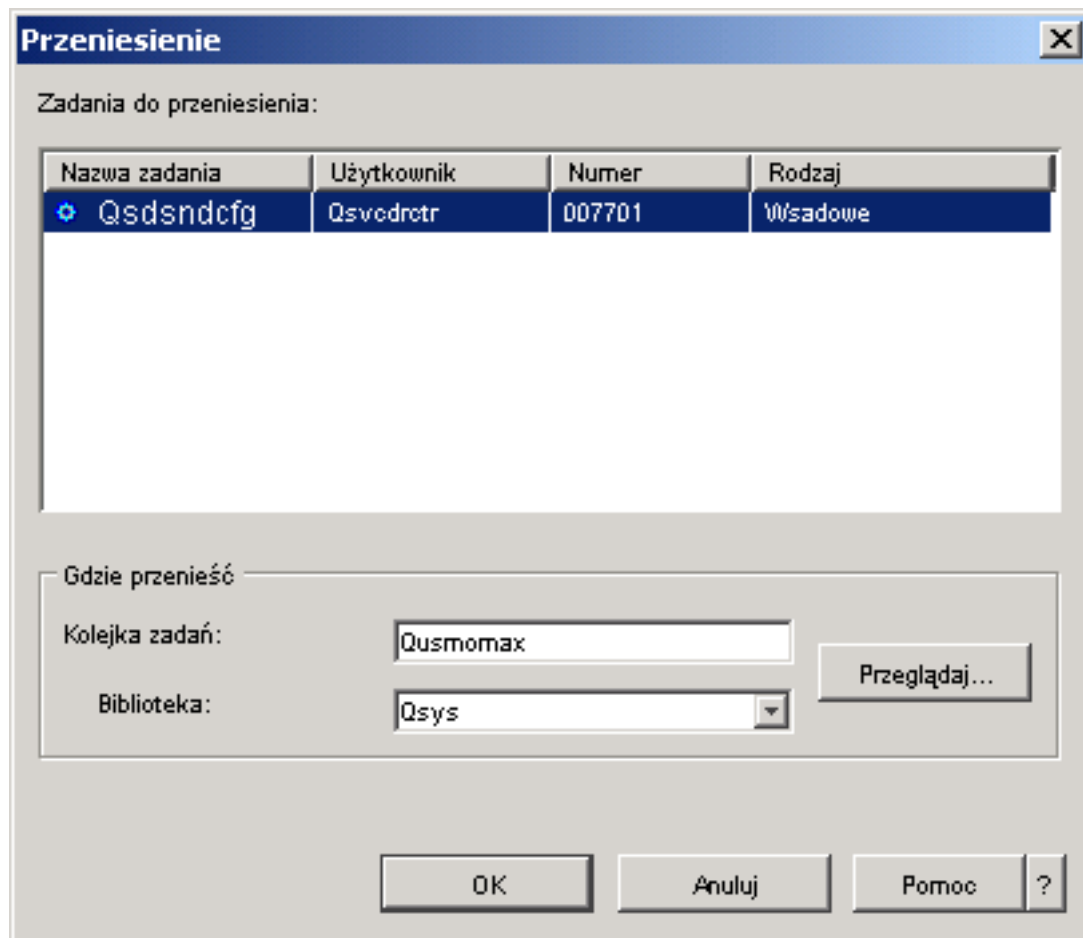 Przeniesienie
Zadania do przeniesienia:
Nazwa zadania Użytkownik Numer Rodzaj
Qsdsndcfg Qsvcdrctr 007701 Wsadowe
Gdzie przenieść
Kolejka zadań: Qusmomax
Przeglądaj...
Biblioteka: Qsys
OK Anuluj Pomoc ?